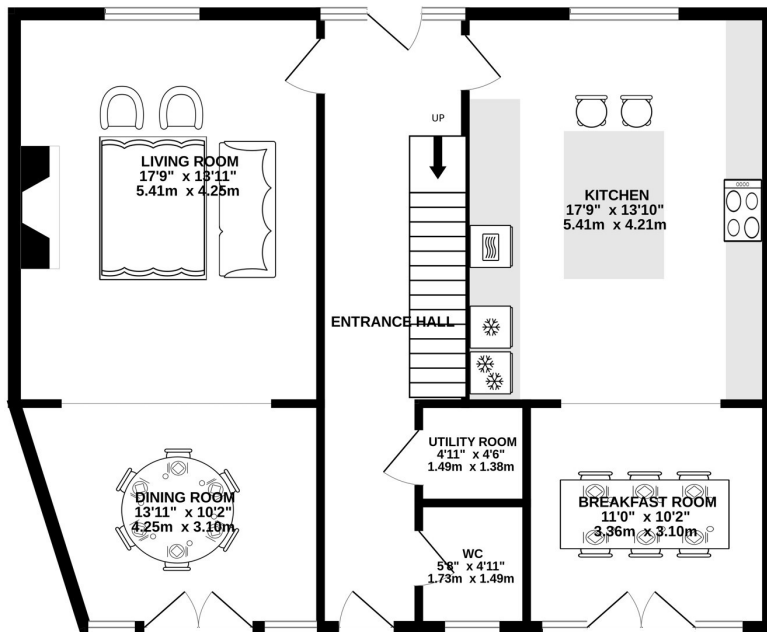 UP
LIVING ROOM
17'9" x 13'11"
5.41m x 4.25m
KITCHEN
17'9" x 13'10"
5.41m x 4.21m
ENTRANCE HALL
UTILITY ROOM
4'11" x 4'6"
1.49m x 1.38m
DINING ROOM
13'11" x 10'2"
4.25m x 3.10m
BREAKFAST ROOM
11'0" x 10'2"
3.36m x 3.10m
WC
5'8" x 4'11"
1.73m x 1.49m